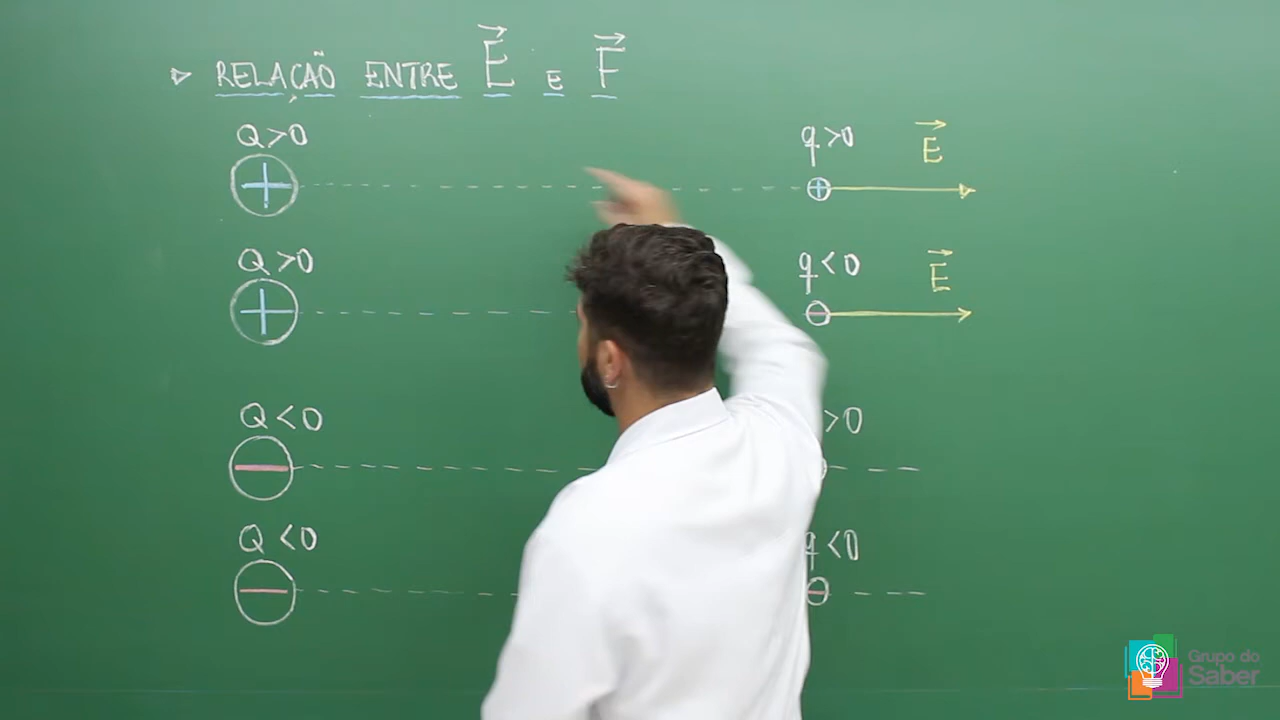 RELAÇÃO ENTRE E E F
Q>0 q>0 E
Q>0 q<0 E
Q<0 >0
Q<0 q<0
Grupo do
Saber